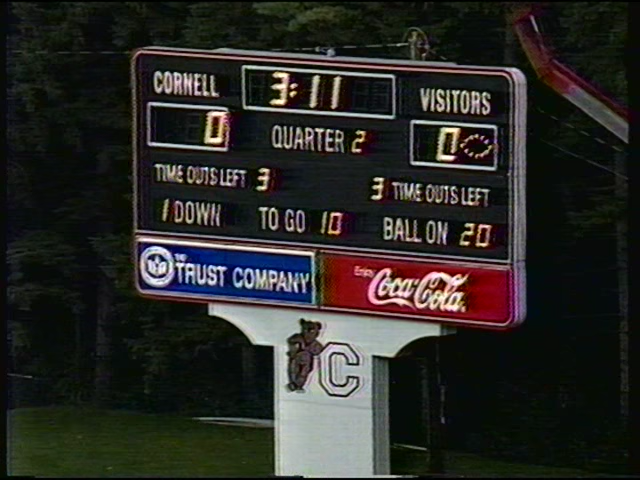 CORNELL 3:11 VISITORS
0 QUARTER 2 0
TIME OUTS LEFT 3 3 TIME OUTS LEFT
1 DOWN TO GO 10 BALL ON 20
THE TRUST COMPANY Enjoy Coca-Cola
C